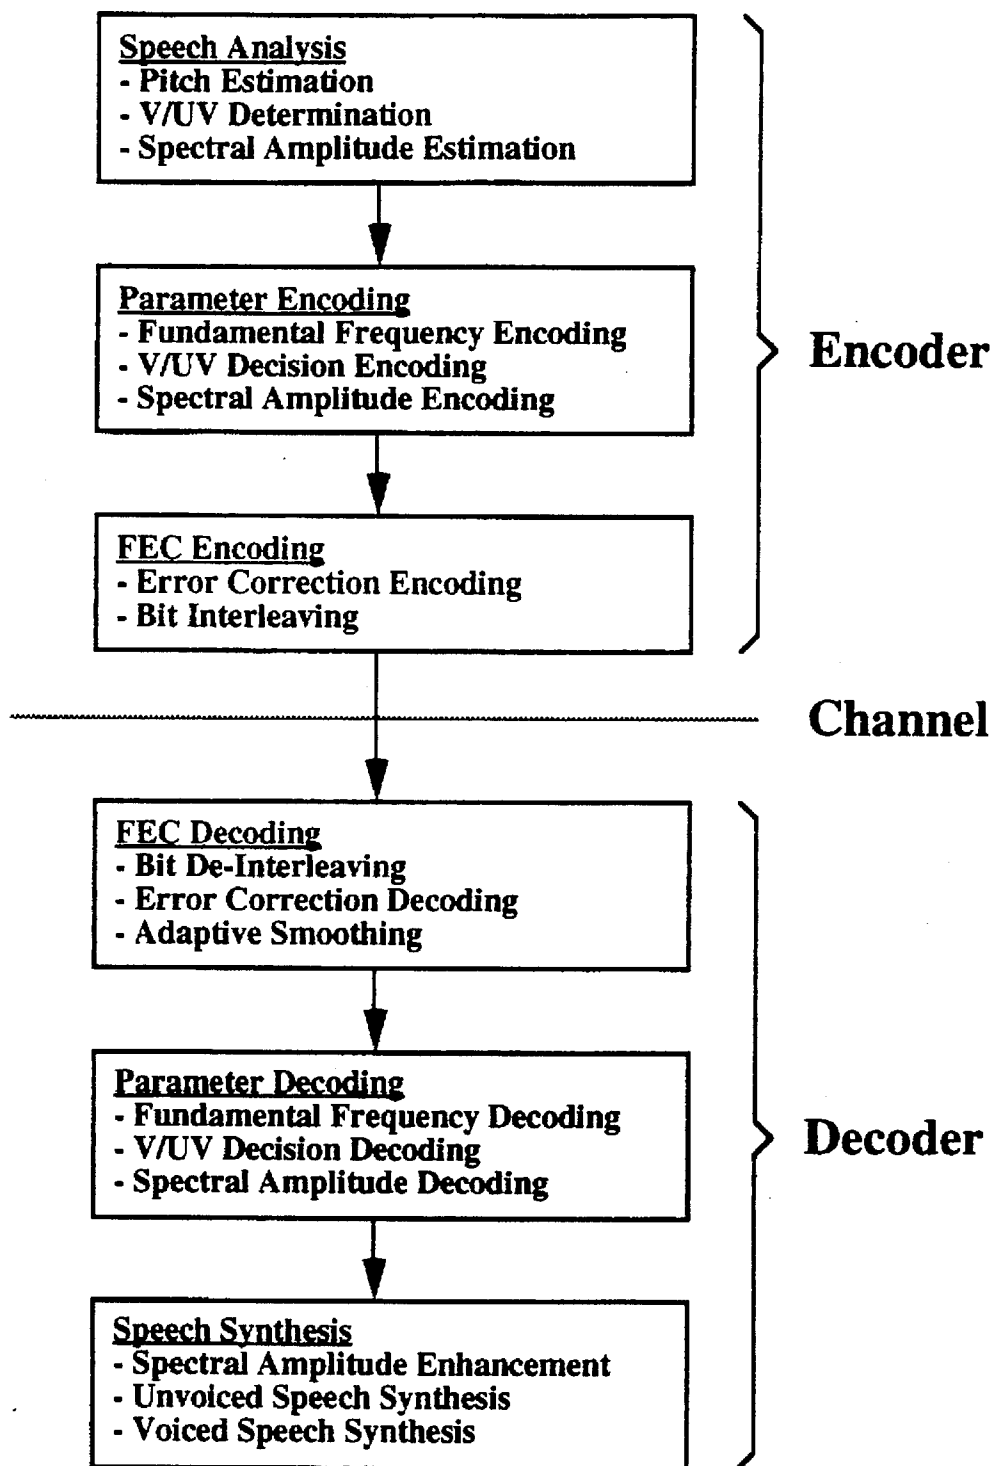 Speech Analysis
- Pitch Estimation
- V/UV Determination
- Spectral Amplitude Estimation
Parameter Encoding
- Fundamental Frequency Encoding
- V/UV Decision Encoding
- Spectral Amplitude Encoding
Encoder
FEC Encoding
- Error Correction Encoding
- Bit Interleaving
Channel
FEC Decoding
- Bit De-Interleaving
- Error Correction Decoding
- Adaptive Smoothing
Parameter Decoding
- Fundamental Frequency Decoding
- V/UV Decision Decoding
- Spectral Amplitude Decoding
Decoder
Speech Synthesis
- Spectral Amplitude Enhancement
- Unvoiced Speech Synthesis
- Voiced Speech Synthesis